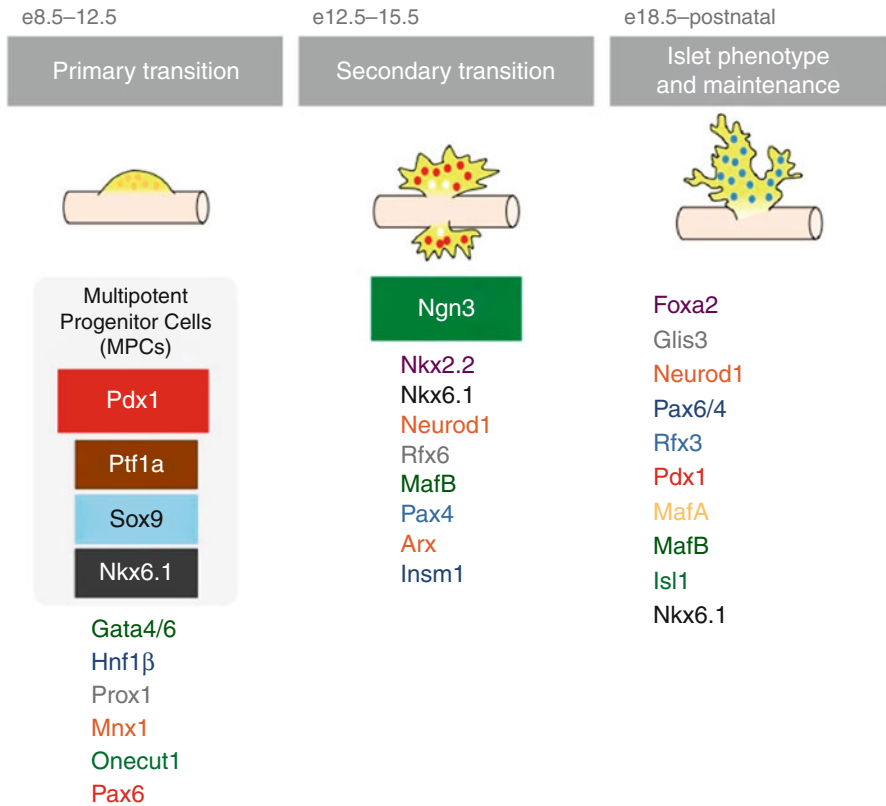 e8.5–12.5
Primary transition
Multipotent
Progenitor Cells
(MPCs)
Pdx1
Ptf1a
Sox9
Nkx6.1
Gata4/6
Hnf1β
Prox1
Mnx1
Onecut1
Pax6
e12.5–15.5
Secondary transition
Ngn3
Nkx2.2
Nkx6.1
Neurod1
Rfx6
MafB
Pax4
Arx
Insm1
e18.5–postnatal
Islet phenotype
and maintenance
Foxa2
Glis3
Neurod1
Pax6/4
Rfx3
Pdx1
MafA
MafB
Isl1
Nkx6.1